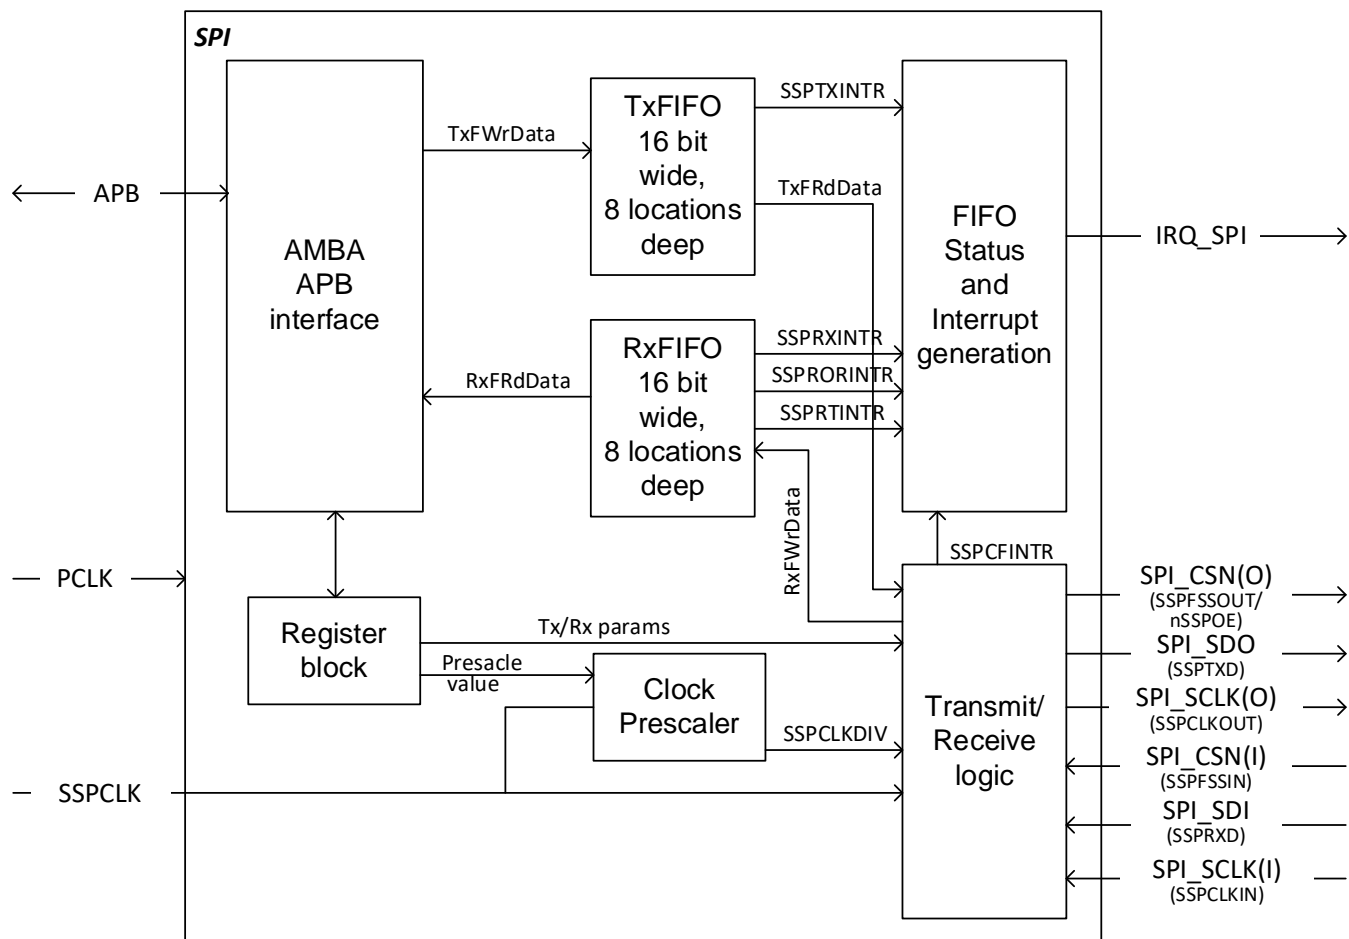 SPI
TxFIFO
16 bit
wide,
8 locations
deep
SSPTXINTR
TxFWrData
TxFRdData
APB
AMBA
APB
interface
FIFO
Status
and
Interrupt
generation
IRQ_SPI
RxFIFO
16 bit
wide,
8 locations
deep
SSPRXINTR
SSPRORINTR
SSPRTINTR
RxFRdData
RxFWrData
SSPCFINTR
PCLK
SPI_CSN(O)
(SSPFSSOUT/
nSSPOE)
Register
block
Tx/Rx params
Presacle
value
Clock
Prescaler
SSPCLKDIV
Transmit/
Receive
logic
SPI_SDO
(SSPTXD)
SPI_SCLK(O)
(SSPCLKOUT)
SPI_CSN(I)
(SSPFSSIN)
SSPCLK
SPI_SDI
(SSPRXD)
SPI_SCLK(I)
(SSPCLKIN)